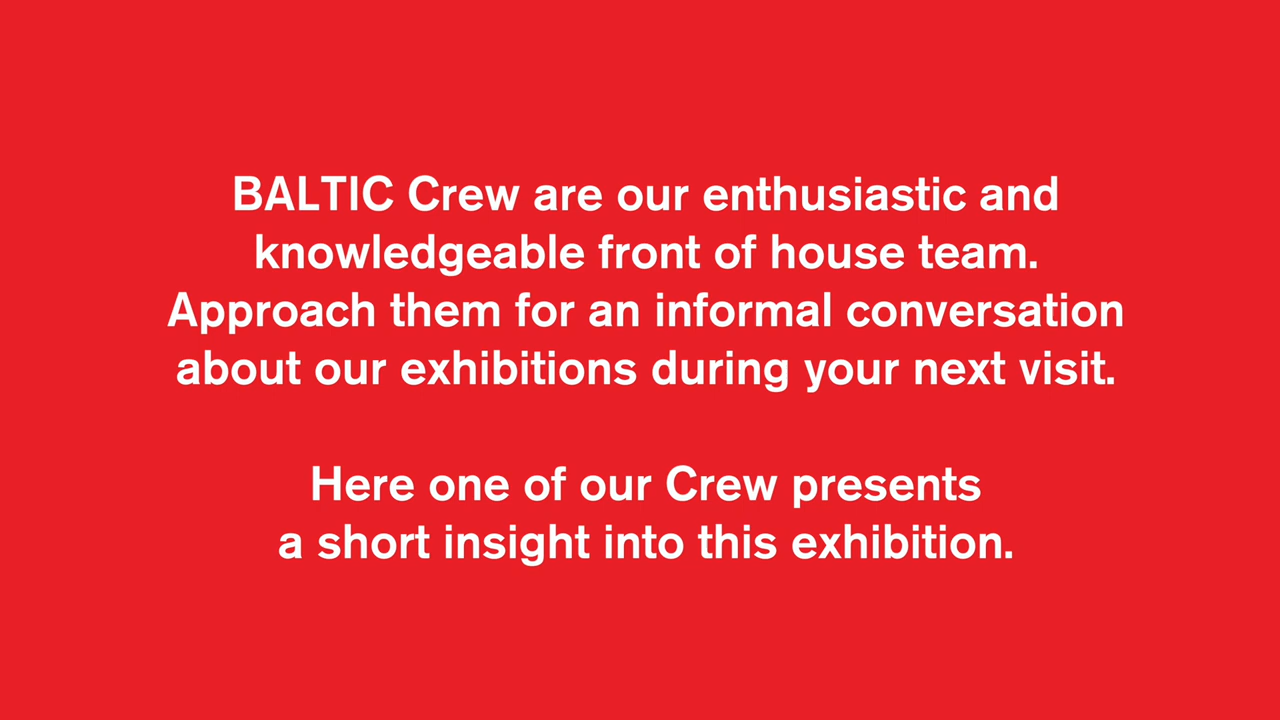 BALTIC Crew are our enthusiastic and
knowledgeable front of house team.
Approach them for an informal conversation
about our exhibitions during your next visit.
Here one of our Crew presents
a short insight into this exhibition.